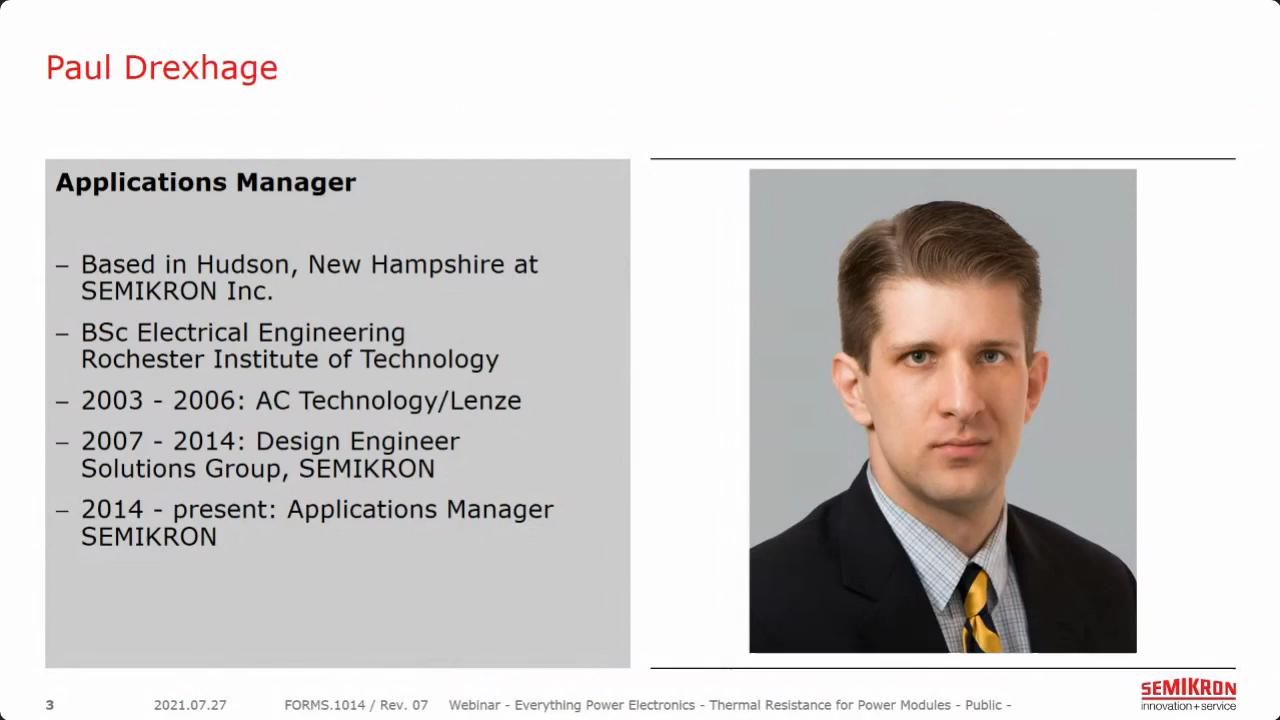 Paul Drexhage
Applications Manager
– Based in Hudson, New Hampshire at
SEMIKRON Inc.
– BSc Electrical Engineering
Rochester Institute of Technology
– 2003 - 2006: AC Technology/Lenze
– 2007 - 2014: Design Engineer
Solutions Group, SEMIKRON
– 2014 - present: Applications Manager
SEMIKRON
3 2021.07.27 FORMS.1014 / Rev. 07 Webinar - Everything Power Electronics - Thermal Resistance for Power Modules - Public -
SEMIKRON
innovation+service